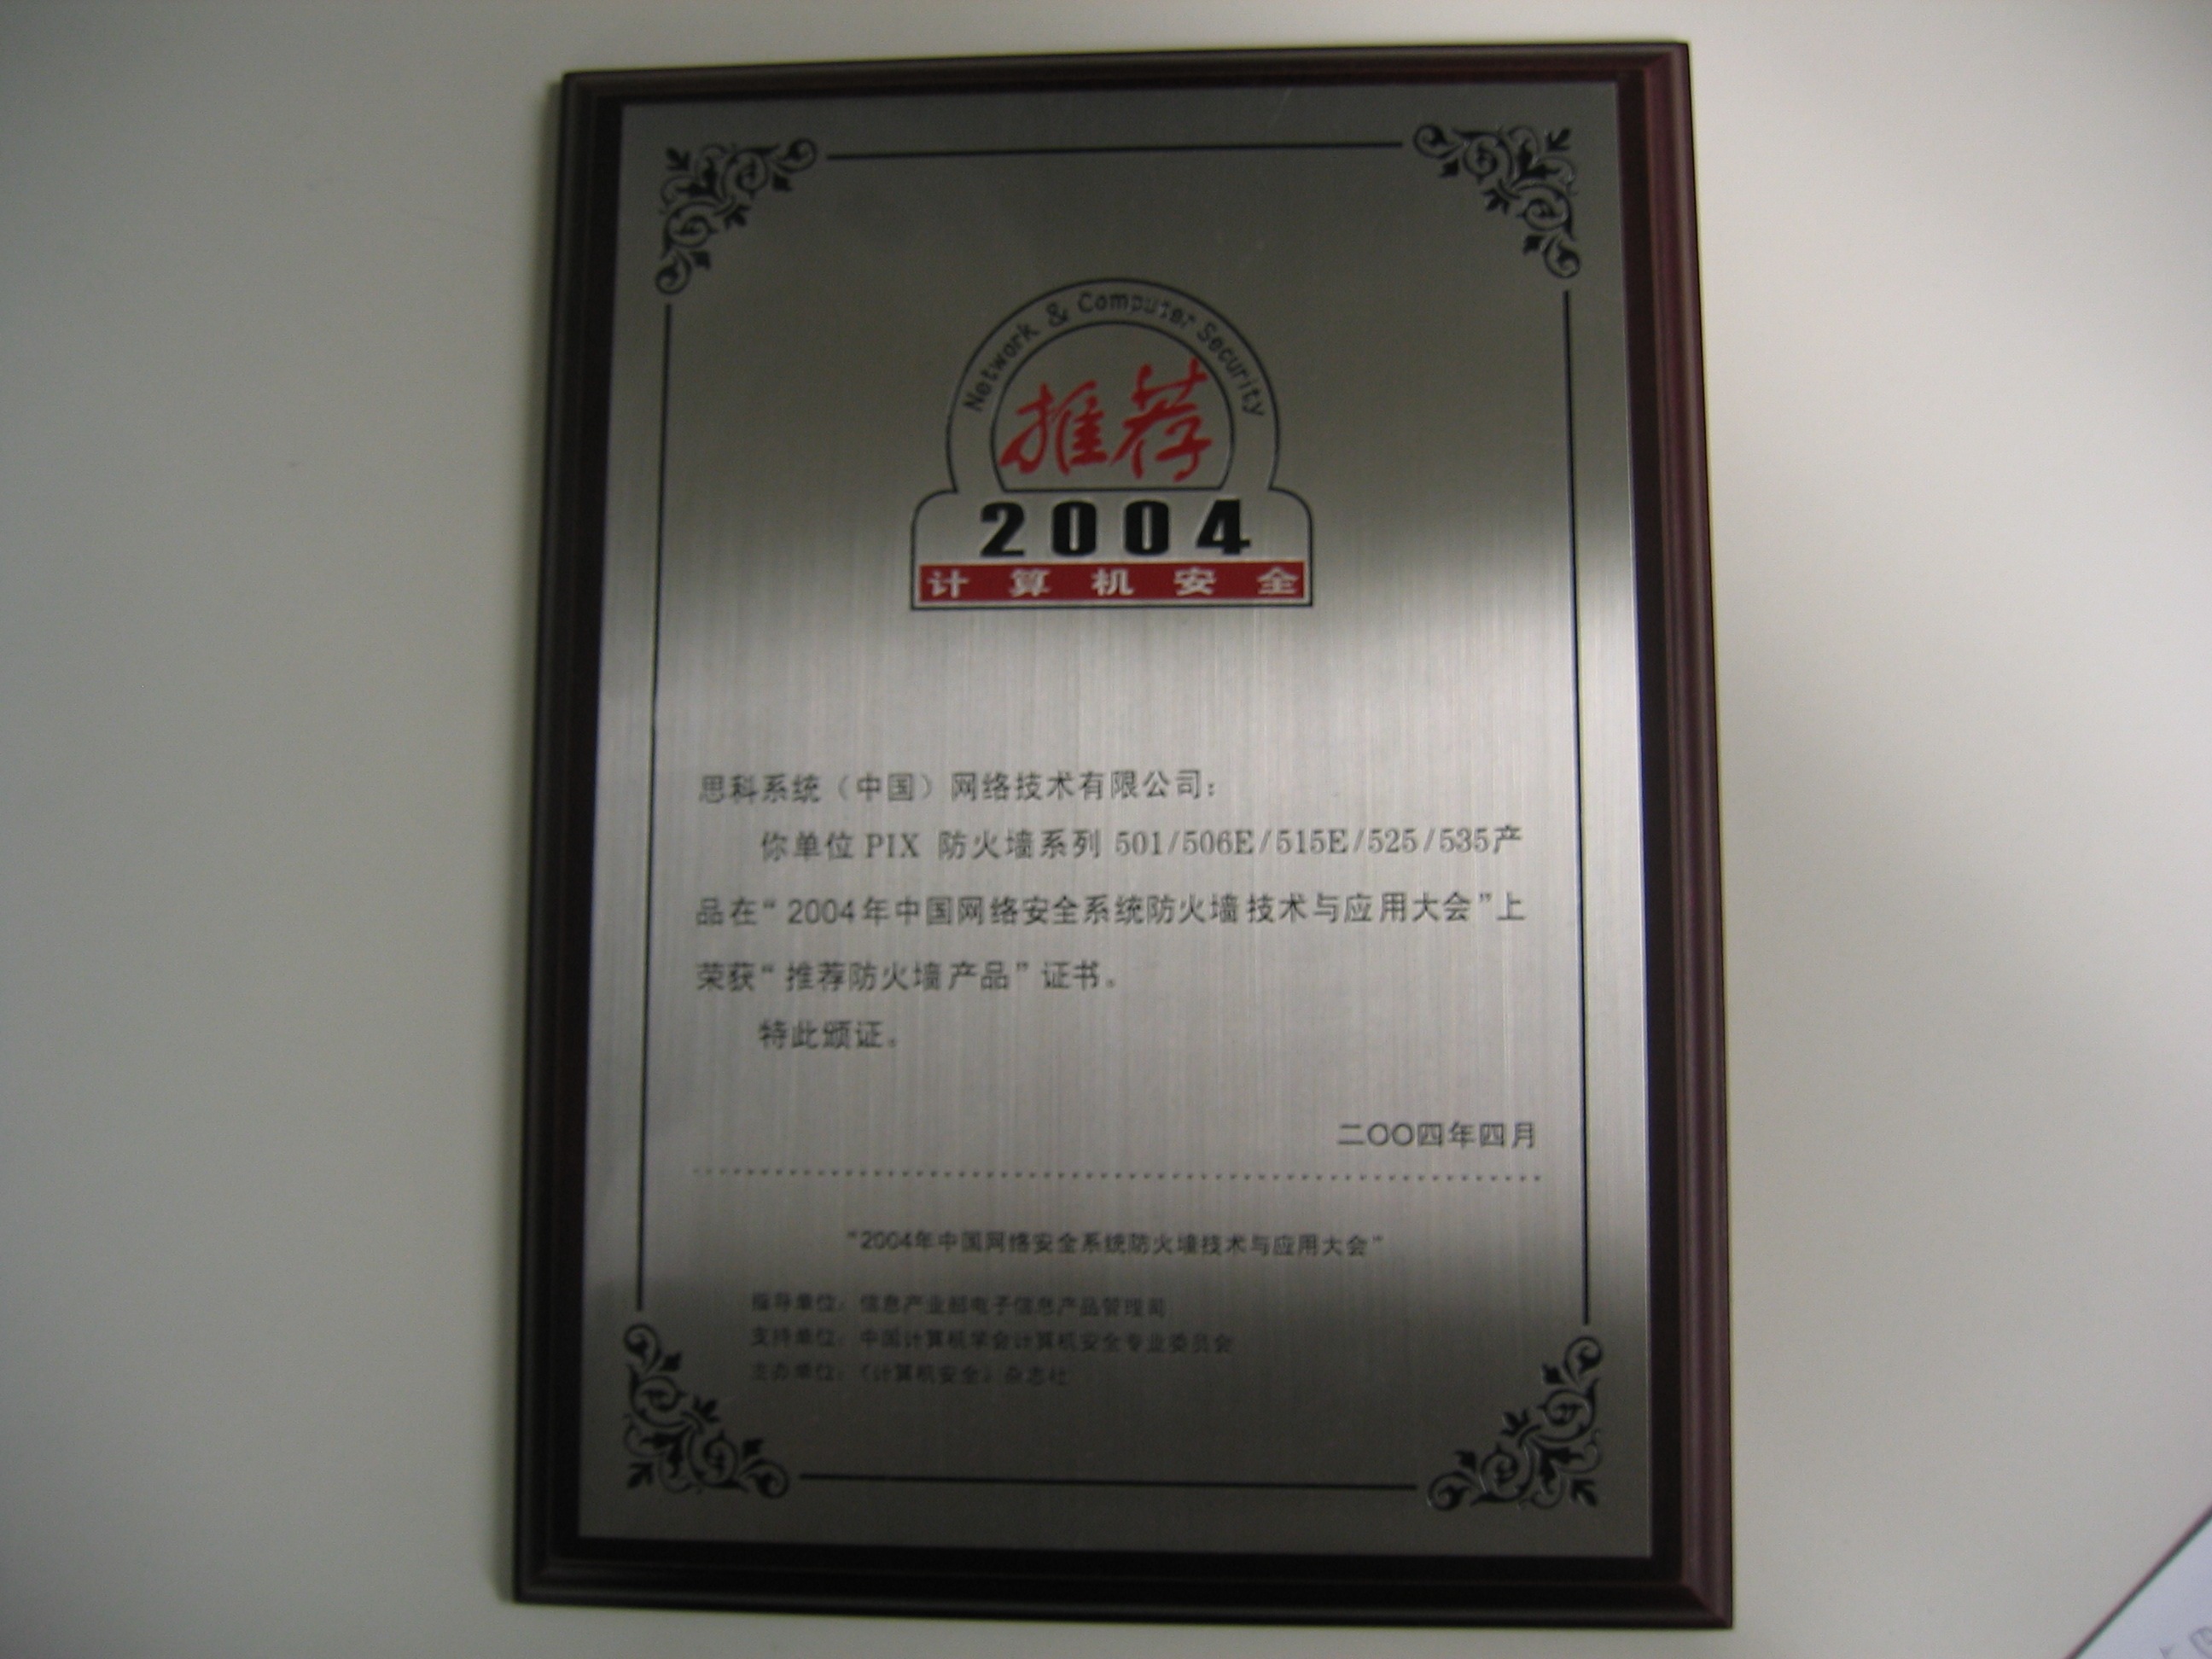 Network & Computer Security
推荐
2004
计算机安全
思科系统（中国）网络技术有限公司：
你单位 PIX 防火墙系列 501/506E/515E/525/535产
品在“2004年中国网络安全系统防火墙技术与应用大会”上
荣获“推荐防火墙产品”证书。
特此颁证。
二〇〇四年四月
“2004年中国网络安全系统防火墙技术与应用大会”
指导单位：信息产业部电子信息产品管理司
支持单位：中国计算机学会计算机安全专业委员会
主办单位：《计算机安全》杂志社